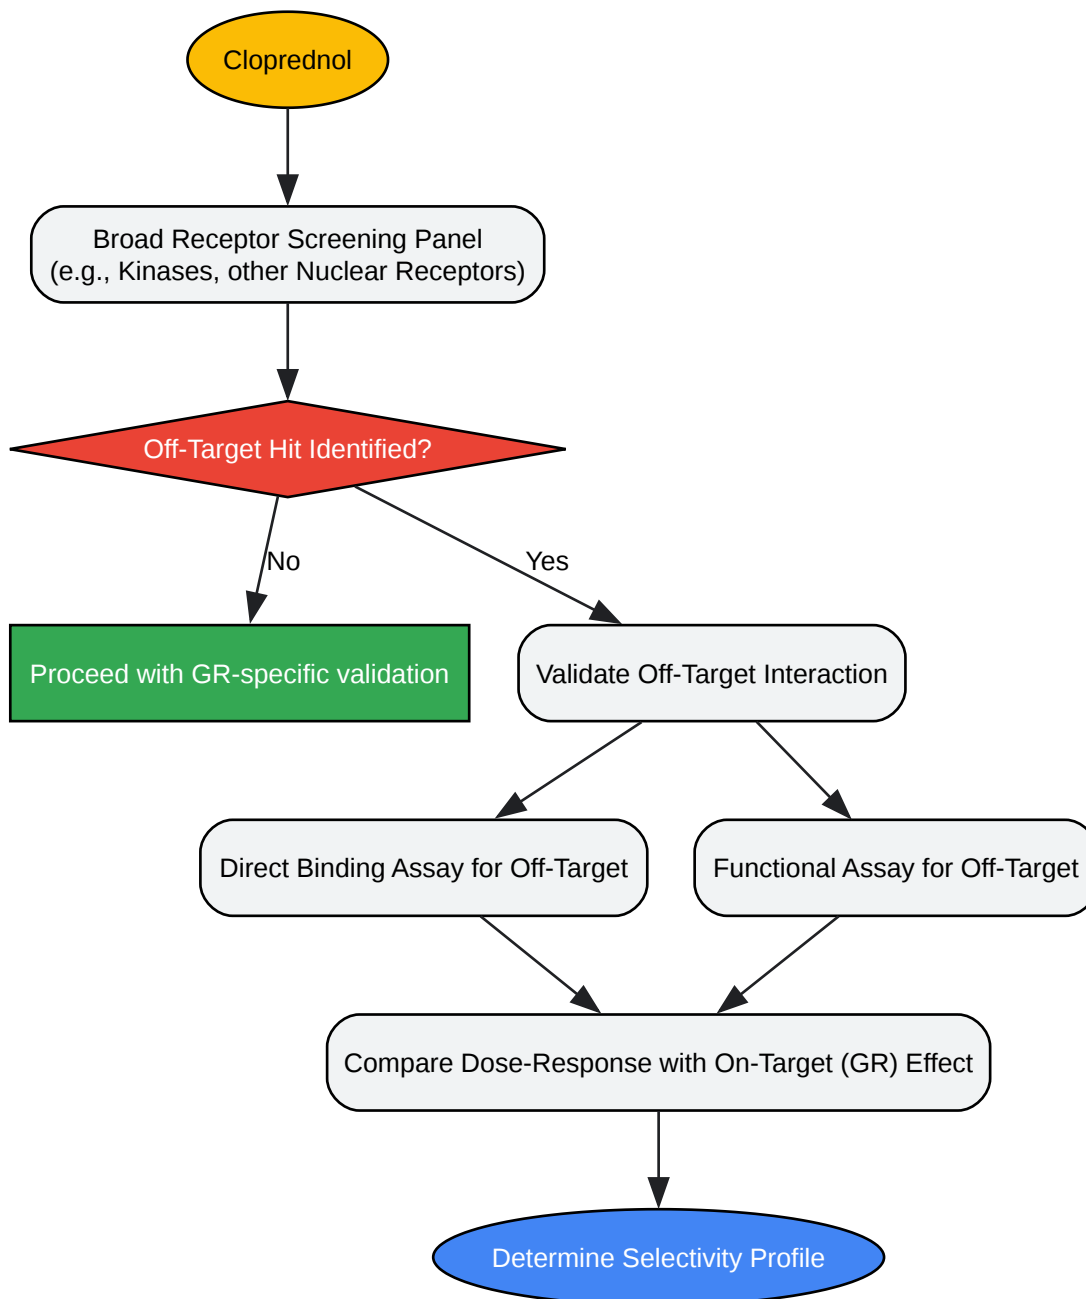 Cloprednol
Broad Receptor Screening Panel
(e.g., Kinases, other Nuclear Receptors)
Off-Target Hit Identified?
No
Yes
Proceed with GR-specific validation
Validate Off-Target Interaction
Direct Binding Assay for Off-Target
Functional Assay for Off-Target
Compare Dose-Response with On-Target (GR) Effect
Determine Selectivity Profile